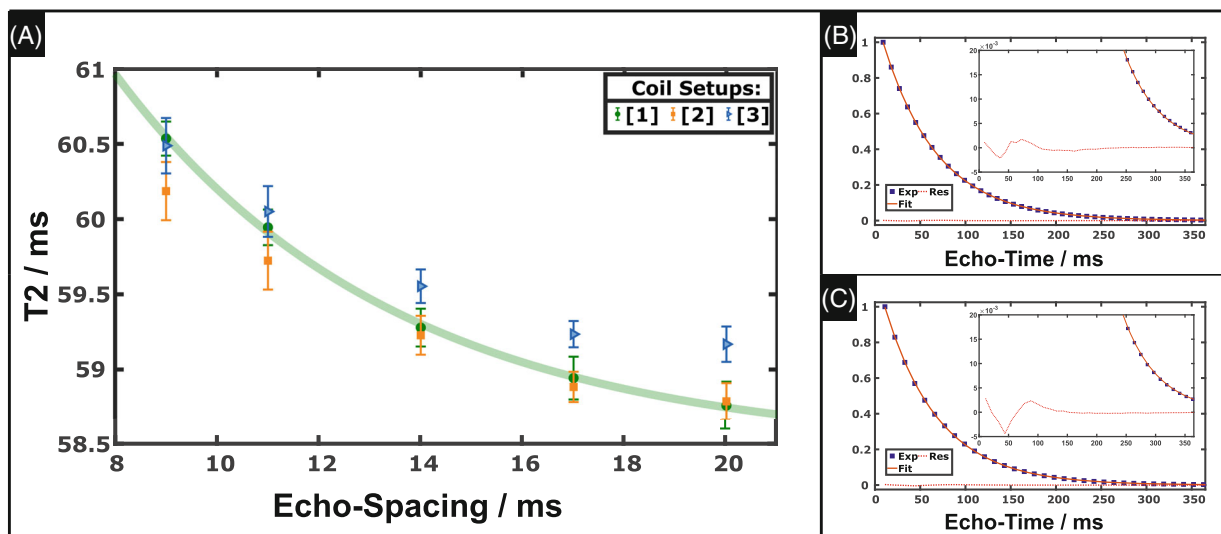 (A)
61
60.5
60
59.5
59
58.5
T2 / ms
8 10 12 14 16 18 20
Echo-Spacing / ms
Coil Setups:
[1] [2] [3]
(B)
1
0.8
0.6
0.4
0.2
0
0 50 100 150 200 250 300 350
Echo-Time / ms
Exp Res
Fit
×10⁻³
20
15
10
5
0
-5
0 50 100 150 200 250 300 350
(C)
1
0.8
0.6
0.4
0.2
0
0 50 100 150 200 250 300 350
Echo-Time / ms
Exp Res
Fit
×10⁻³
20
15
10
5
0
-5
0 50 100 150 200 250 300 350